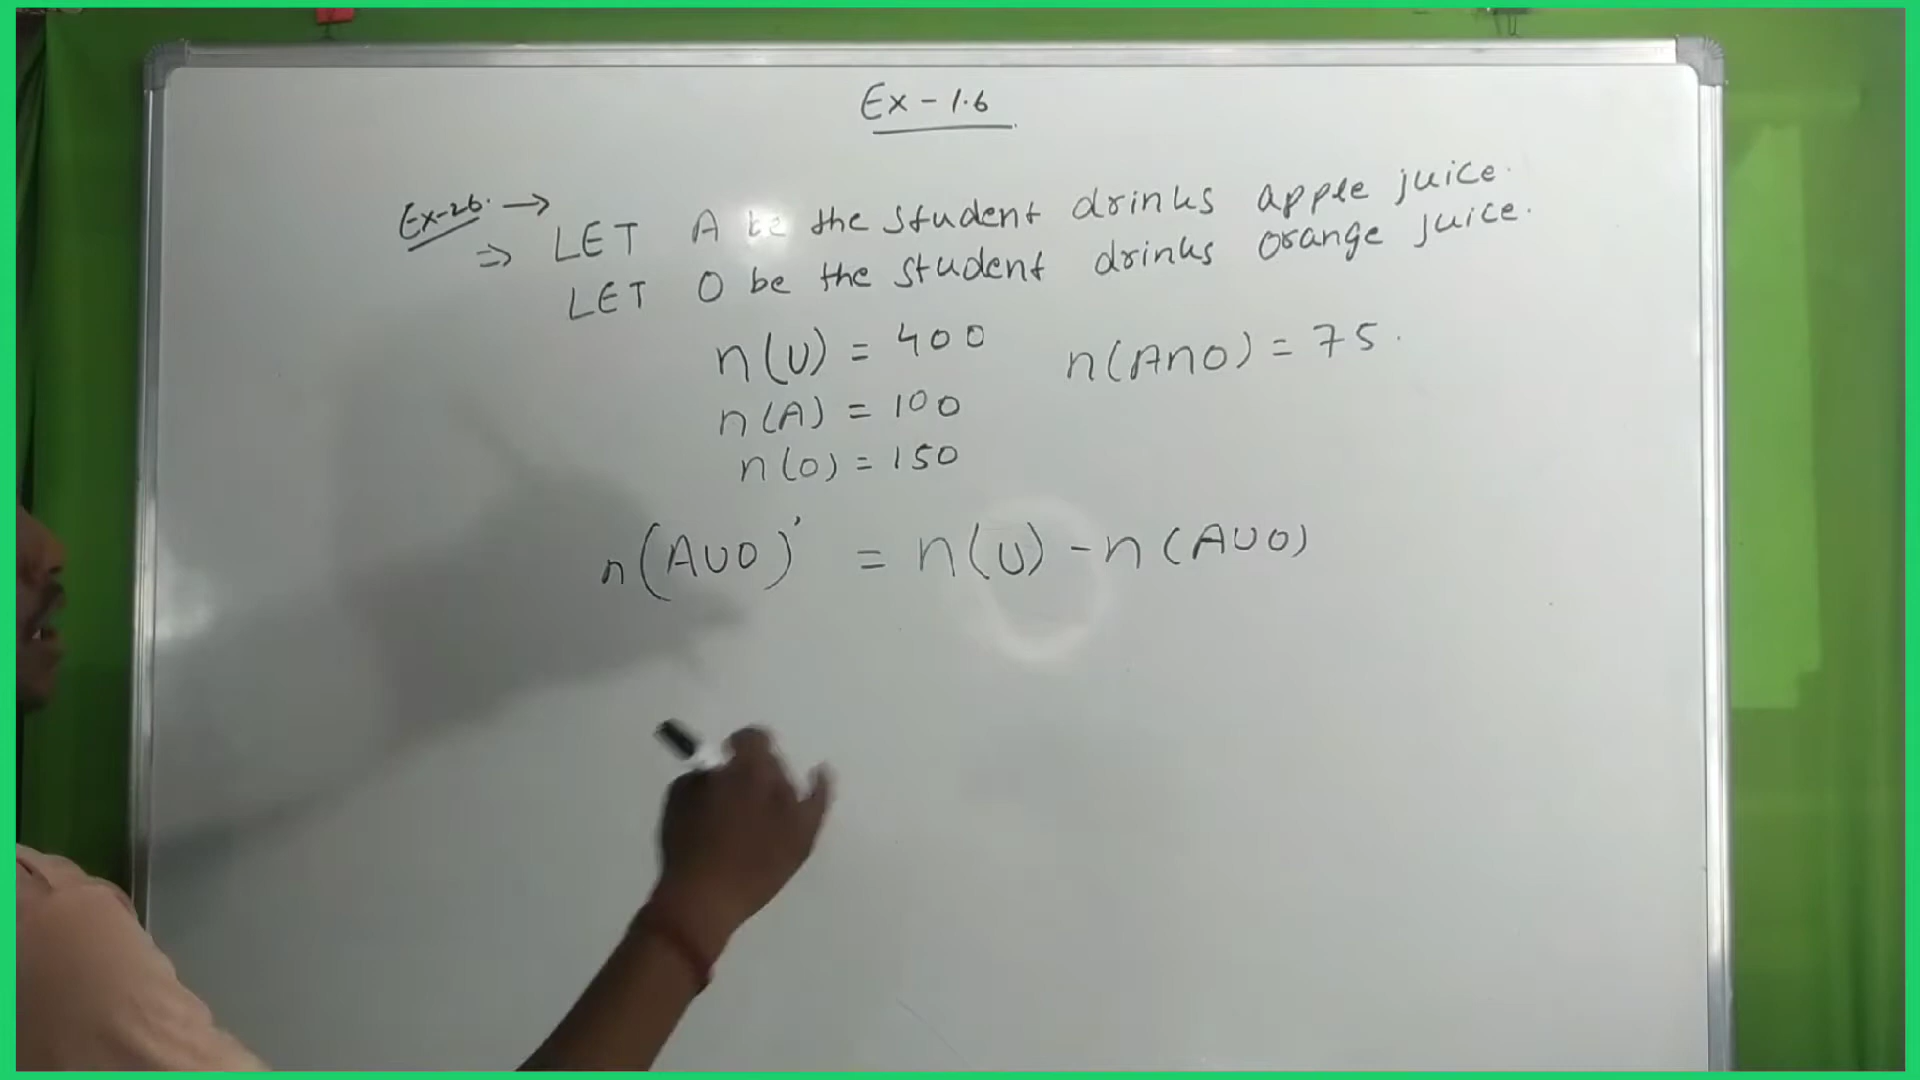 Ex - 1.6
Ex-26. →
⇒ LET A be the student drinks apple juice.
LET O be the student drinks orange juice.
n(U) = 400 n(A∩O) = 75.
n(A) = 100
n(O) = 150
n(A∪O)' = n(U) - n(A∪O)